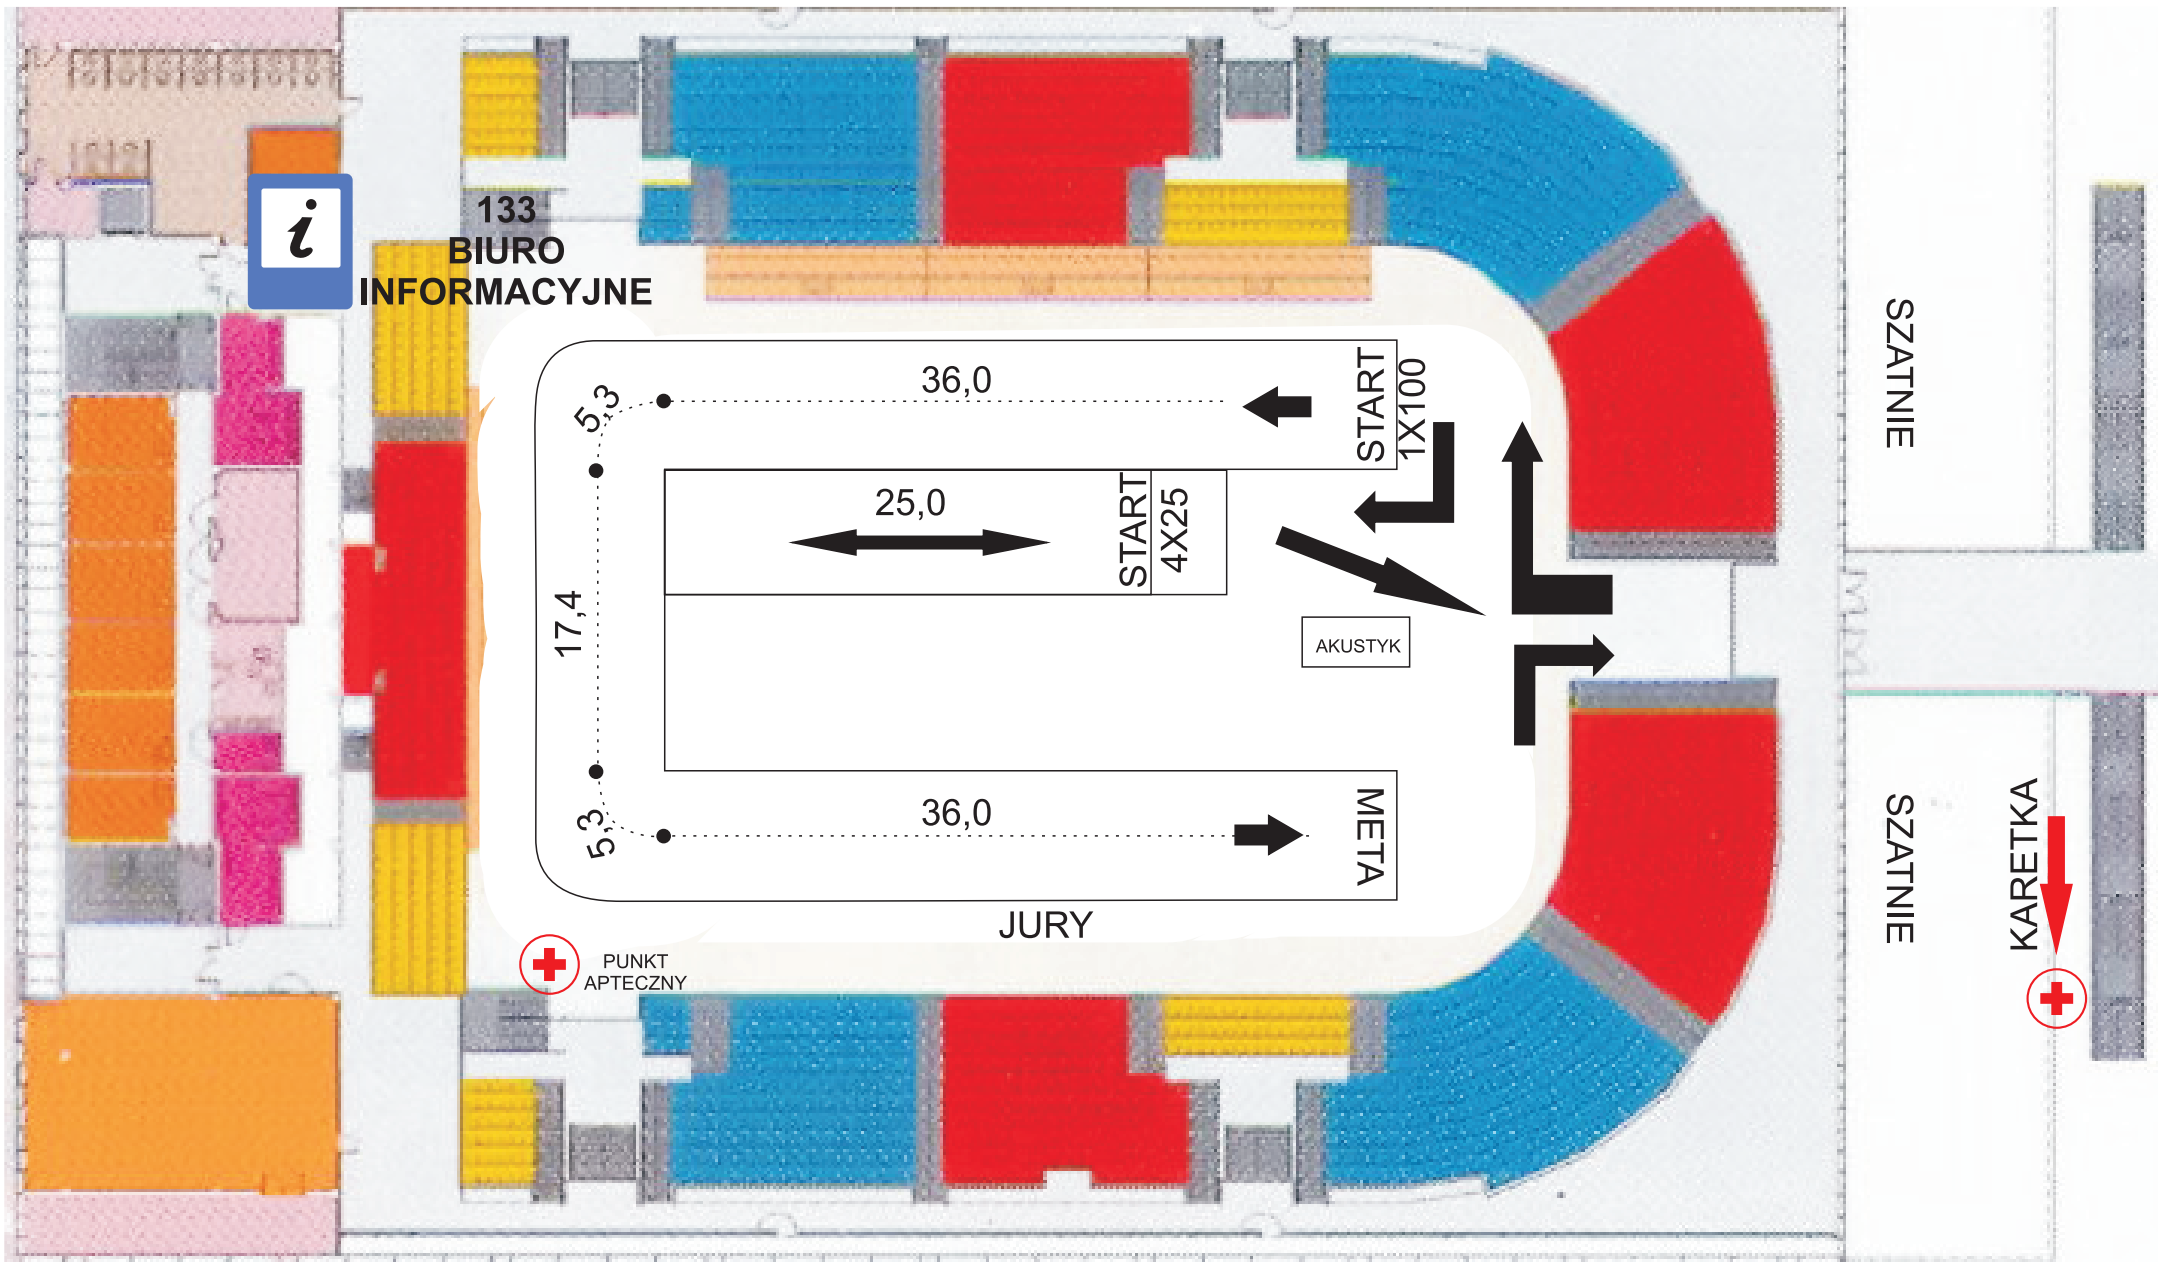 i
133
BIURO
INFORMACYJNE
36,0
5,3
START
1X100
25,0
START
4X25
17,4
AKUSTYK
36,0
5,3
META
JURY
PUNKT
APTECZNY
SZATNIE
SZATNIE
KARETKA